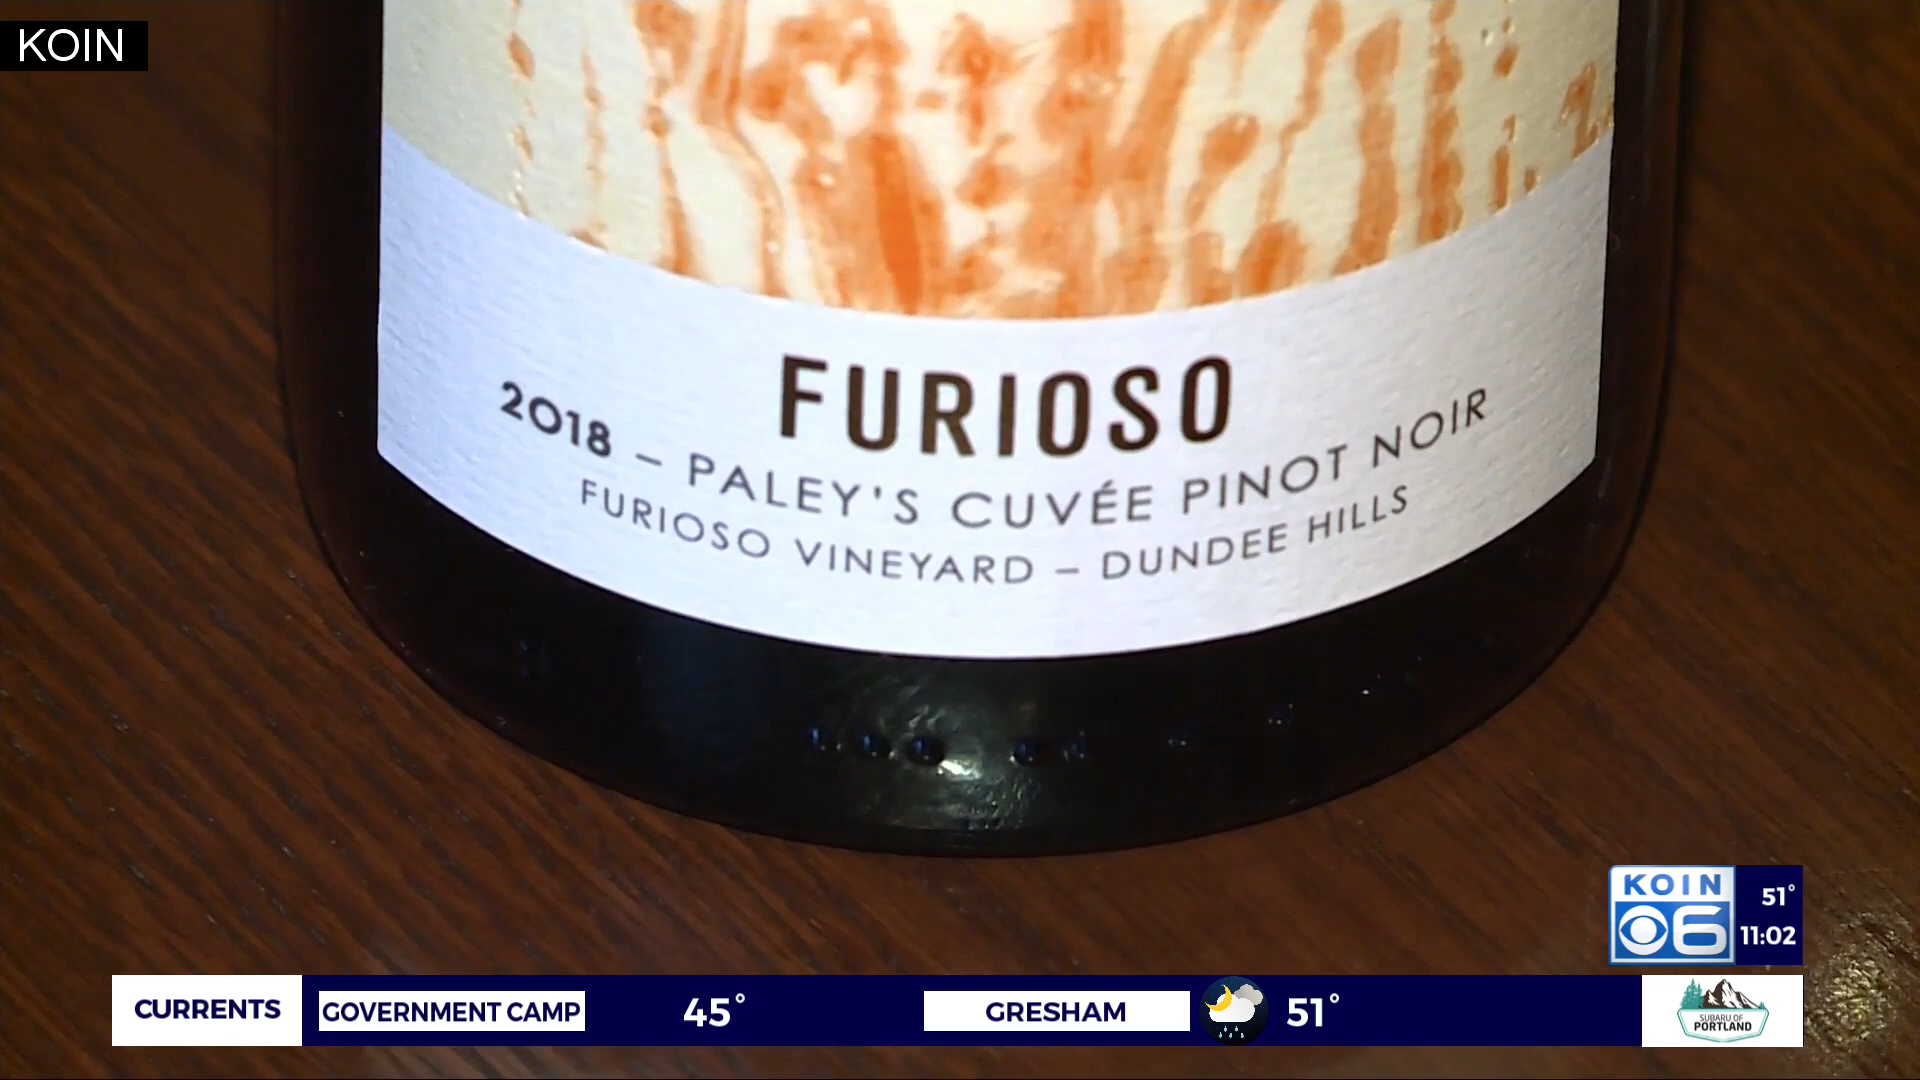 KOIN
FURIOSO
2018 – PALEY'S CUVÉE PINOT NOIR
FURIOSO VINEYARD – DUNDEE HILLS
KOIN
6
51°
11:02
CURRENTS
GOVERNMENT CAMP 45°
GRESHAM 51°
SUBARU OF
PORTLAND